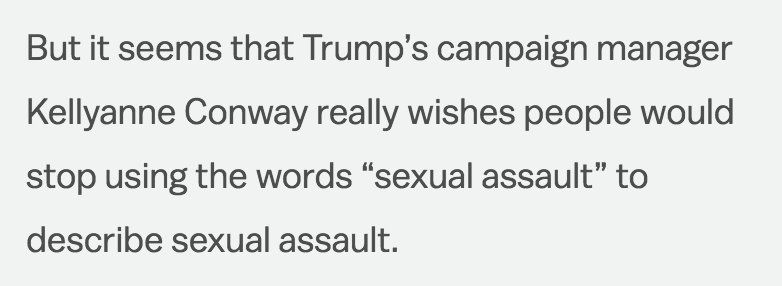 But it seems that Trump’s campaign manager
Kellyanne Conway really wishes people would
stop using the words “sexual assault” to
describe sexual assault.